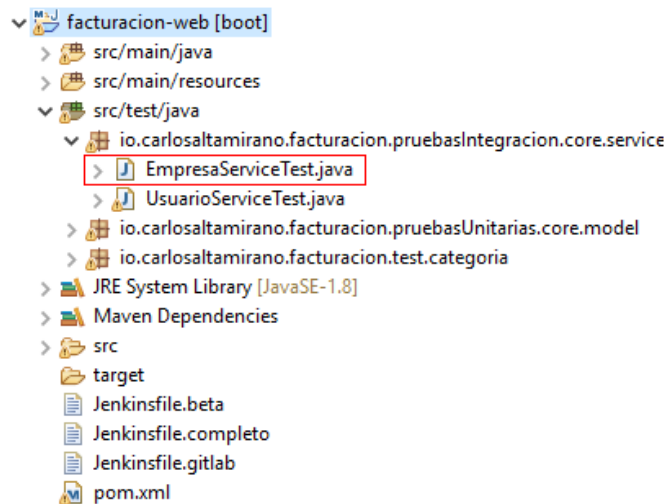 facturacion-web [boot]
src/main/java
src/main/resources
src/test/java
io.carlosaltamirano.facturacion.pruebasIntegracion.core.service
EmpresaServiceTest.java
UsuarioServiceTest.java
io.carlosaltamirano.facturacion.pruebasUnitarias.core.model
io.carlosaltamirano.facturacion.test.categoria
JRE System Library [JavaSE-1.8]
Maven Dependencies
src
target
Jenkinsfile.beta
Jenkinsfile.completo
Jenkinsfile.gitlab
pom.xml